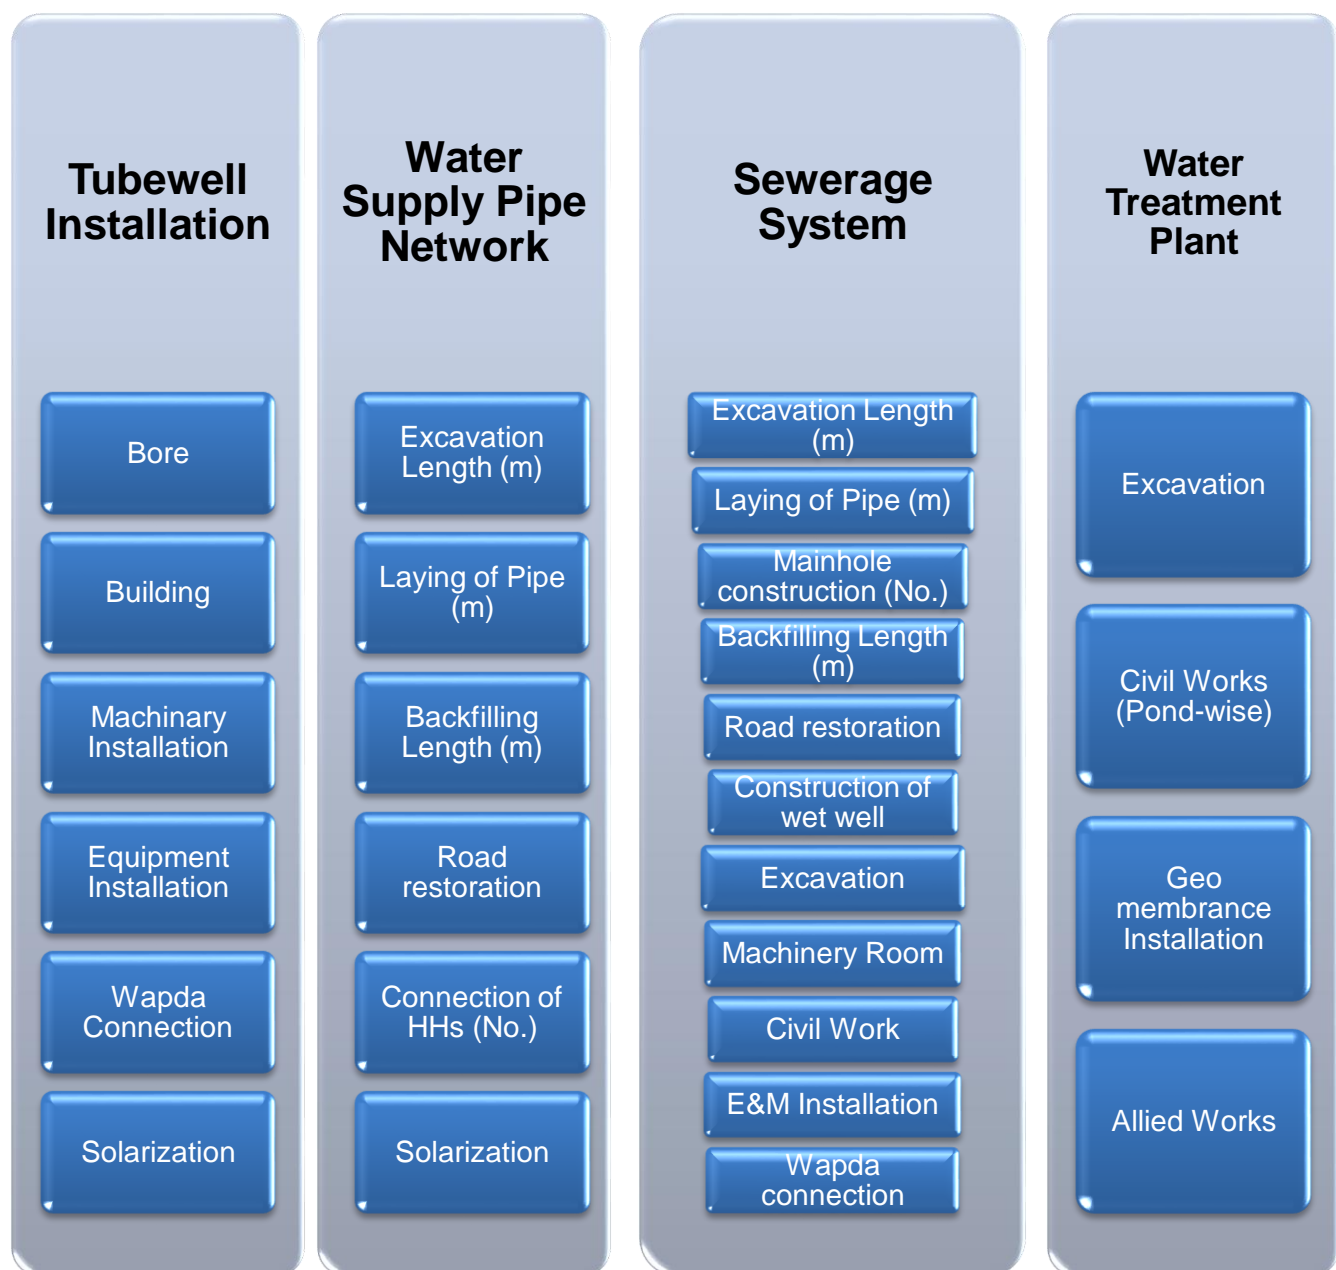 Tubewell
Installation
Bore
Building
Machinary
Installation
Equipment
Installation
Wapda
Connection
Solarization
Water
Supply Pipe
Network
Excavation
Length (m)
Laying of Pipe
(m)
Backfilling
Length (m)
Road
restoration
Connection of
HHs (No.)
Solarization
Sewerage
System
Excavation Length
(m)
Laying of Pipe (m)
Mainhole
construction (No.)
Backfilling Length
(m)
Road restoration
Construction of
wet well
Excavation
Machinery Room
Civil Work
E&M Installation
Wapda
connection
Water
Treatment
Plant
Excavation
Civil Works
(Pond-wise)
Geo
membrance
Installation
Allied Works